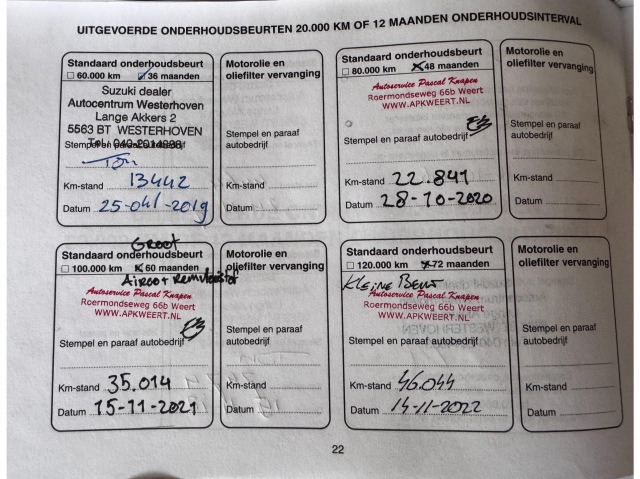 UITGEVOERDE ONDERHOUDSBEURTEN 20.000 KM OF 12 MAANDEN ONDERHOUDSINTERVAL
Standaard onderhoudsbeurt
60.000 km 36 maanden
Suzuki dealer
Autocentrum Westerhoven
Lange Akkers 2
5563 BT WESTERHOVEN
Stempel en paraaf autobedrijf
Km-stand 13442
Datum 25-04-2019
Motorolie en
oliefilter vervanging
Stempel en paraaf
autobedrijf
Km-stand
Datum
Standaard onderhoudsbeurt
80.000 km 48 maanden
Autoservice Pascal Knapen
Roermondseweg 66b Weert
WWW.APKWEERT.NL
Stempel en paraaf autobedrijf
Km-stand 22.841
Datum 28-10-2020
Motorolie en
oliefilter vervanging
Stempel en paraaf
autobedrijf
Km-stand
Datum
Groot
Standaard onderhoudsbeurt
100.000 km 60 maanden
Airco + Remvloeistof
Autoservice Pascal Knapen
Roermondseweg 66b Weert
WWW.APKWEERT.NL
Stempel en paraaf autobedrijf
Km-stand 35.014
Datum 15-11-2021
Motorolie en
oliefilter vervanging
Stempel en paraaf
autobedrijf
Km-stand
Datum
Standaard onderhoudsbeurt
120.000 km 72 maanden
Kleine Beurt
Autoservice Pascal Knapen
Roermondseweg 66b Weert
WWW.APKWEERT.NL
Stempel en paraaf autobedrijf
Km-stand 46.044
Datum 14-11-2022
Motorolie en
oliefilter vervanging
Stempel en paraaf
autobedrijf
Km-stand
Datum
22